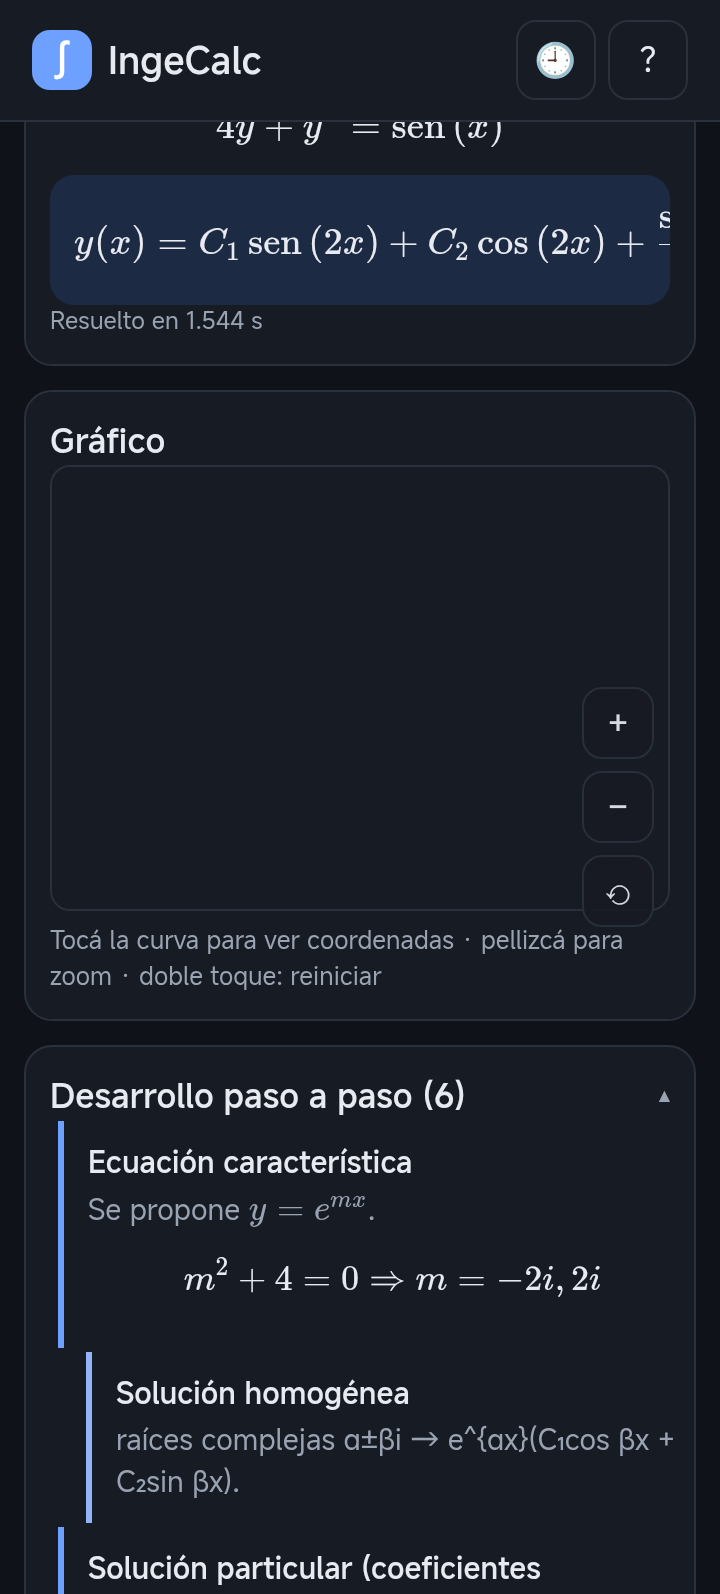 ∫ IngeCalc ?
4y + y = sen (x)
y(x) = C₁ sen (2x) + C₂ cos (2x) + s
Resuelto en 1.544 s
Gráfico
+
−
Tocá la curva para ver coordenadas · pellizcá para
zoom · doble toque: reiniciar
Desarrollo paso a paso (6)
Ecuación característica
Se propone y = e^{mx}.
m² + 4 = 0 ⇒ m = −2i, 2i
Solución homogénea
raíces complejas α±βi → e^{αx}(C₁cos βx +
C₂sin βx).
Solución particular (coeficientes